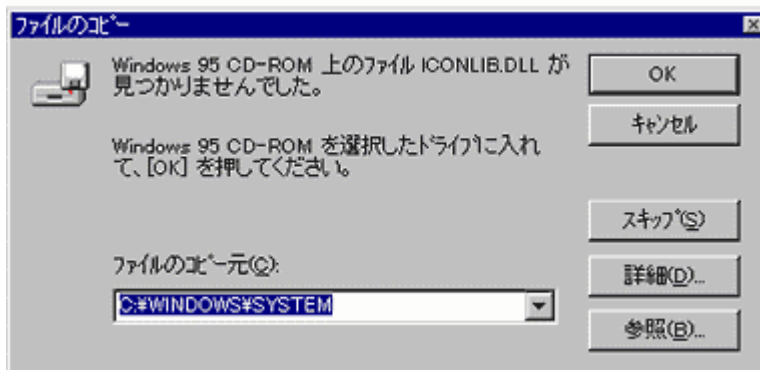 ファイルのコピー
Windows 95 CD-ROM 上のファイル ICONLIB.DLL が
見つかりませんでした。
Windows 95 CD-ROM を選択したドライブに入れ
て、[OK] を押してください。
ファイルのコピー元(C):
C:¥WINDOWS¥SYSTEM
OK
キャンセル
スキップ(S)
詳細(D)...
参照(B)...